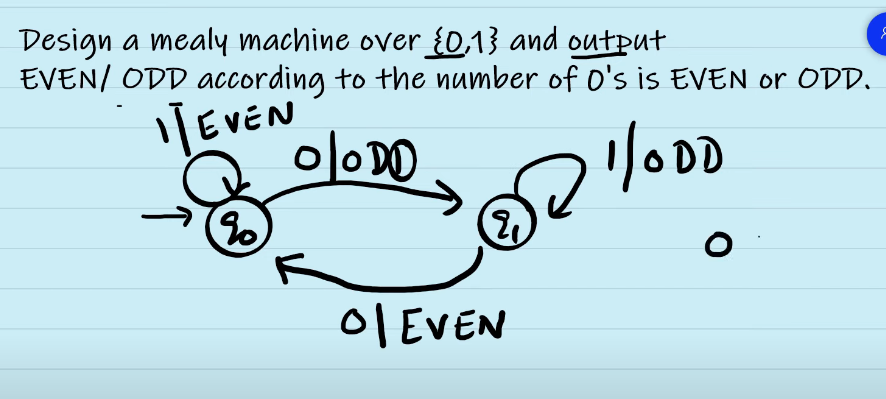 Design a mealy machine over {0,1} and output
EVEN/ ODD according to the number of 0's is EVEN or ODD.
1/EVEN
0/ODD
1/ODD
q0
q1
0
0/EVEN